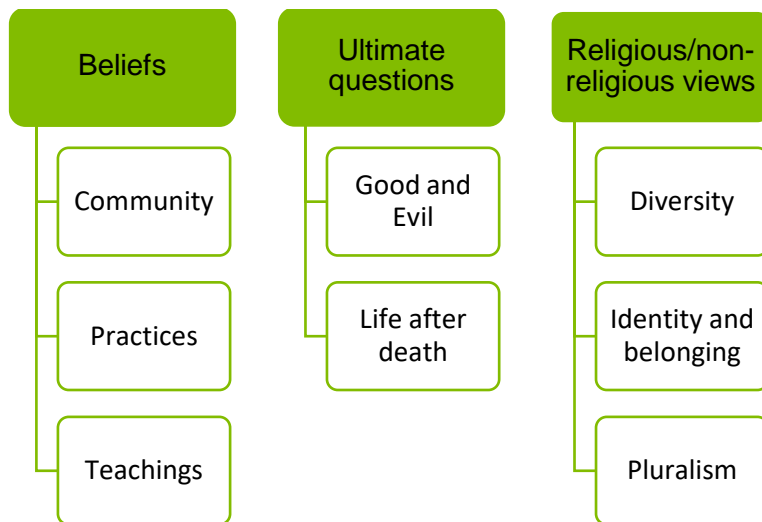 Beliefs
Community
Practices
Teachings
Ultimate
questions
Good and
Evil
Life after
death
Religious/non-
religious views
Diversity
Identity and
belonging
Pluralism